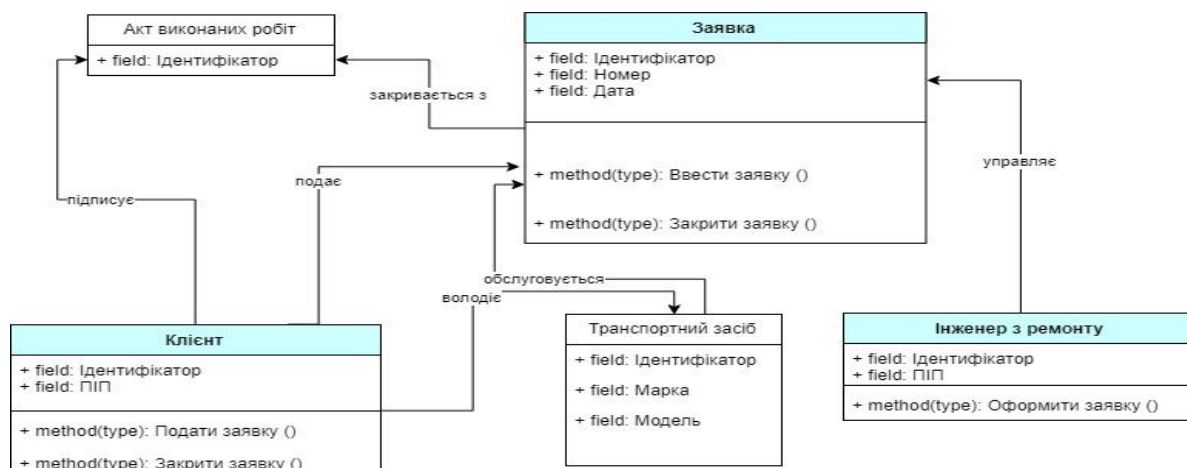 Акт виконаних робіт
+ field: Ідентифікатор
Заявка
+ field: Ідентифікатор
+ field: Номер
+ field: Дата
+ method(type): Ввести заявку ()
+ method(type): Закрити заявку ()
закривається з
управляє
подає
підписує
обслуговується
володіє
Клієнт
+ field: Ідентифікатор
+ field: ПІП
+ method(type): Подати заявку ()
+ method(type): Закрити заявку ()
Транспортний засіб
+ field: Ідентифікатор
+ field: Марка
+ field: Модель
Інженер з ремонту
+ field: Ідентифікатор
+ field: ПІП
+ method(type): Оформити заявку ()